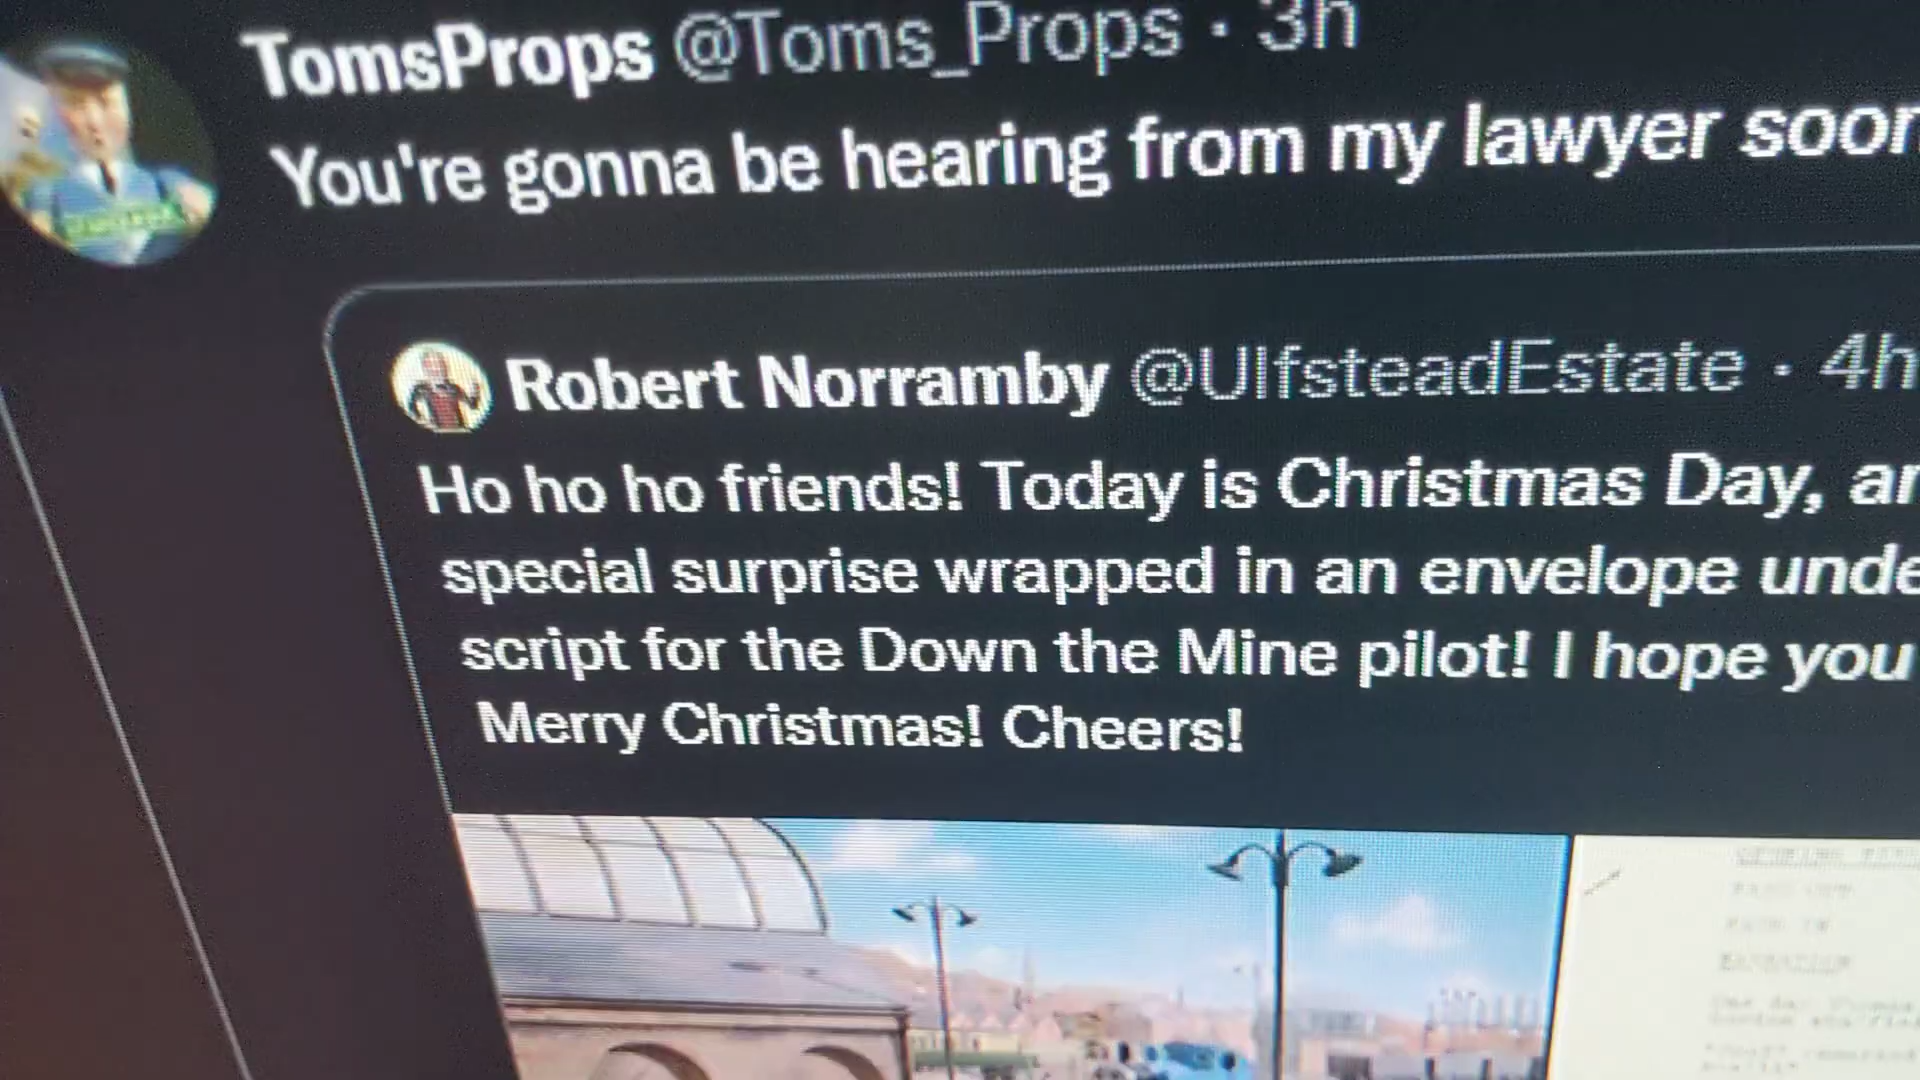 TomsProps @Toms_Props · 3h
You're gonna be hearing from my lawyer soon
Robert Norramby @UlfsteadEstate · 4h
Ho ho ho friends! Today is Christmas Day,
special surprise wrapped in an envelope
script for the Down the Mine pilot! I hope you
Merry Christmas! Cheers!